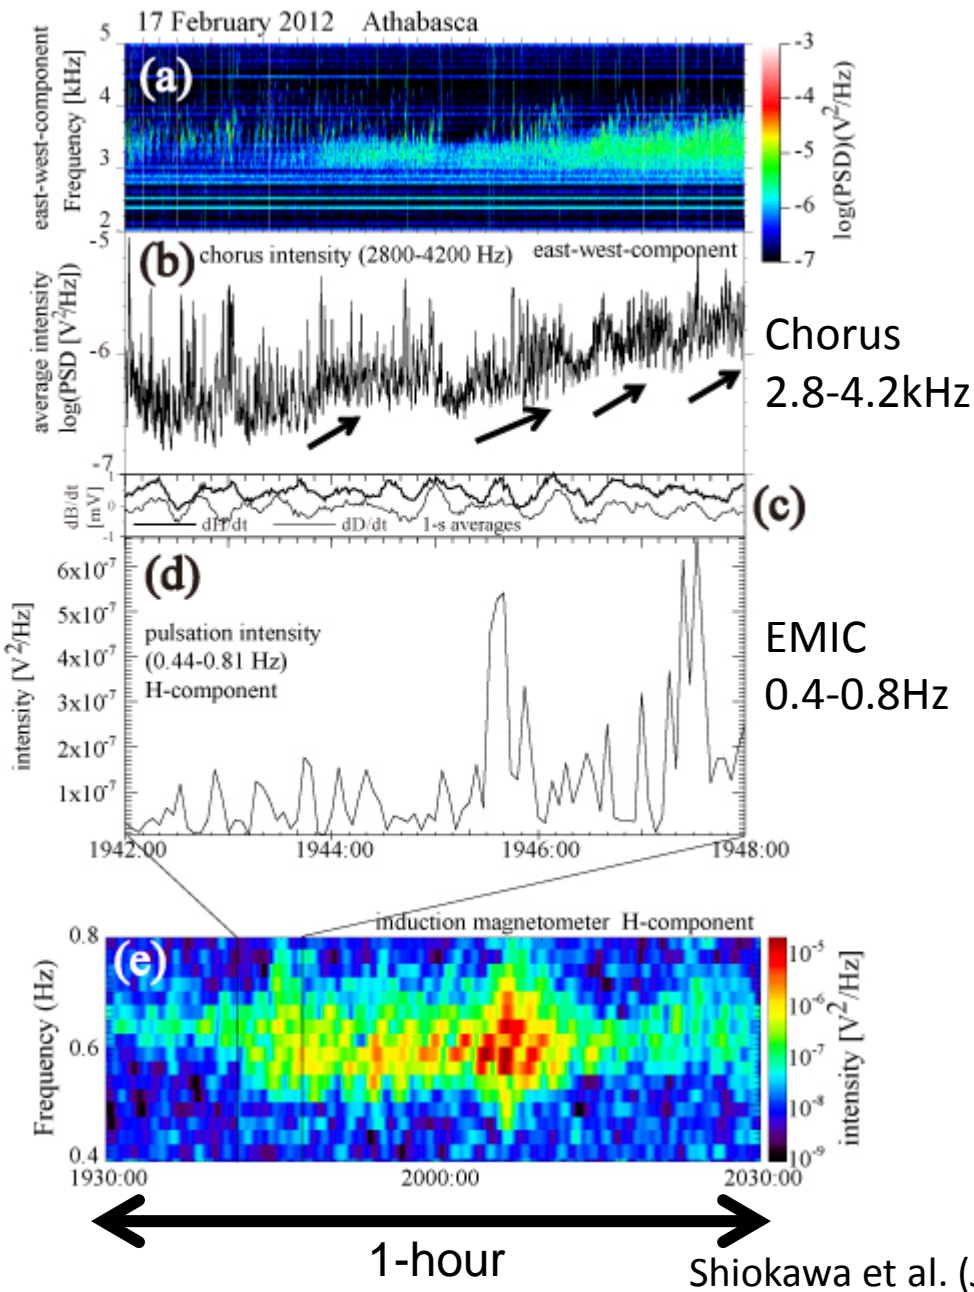 17 February 2012 Athabasca
(a)
east-west-component
Frequency [kHz]
5
4
3
2
-3
-4
-5
-6
-7
log(PSD)(V²/Hz)
(b) chorus intensity (2800-4200 Hz) east-west-component
average intensity
log(PSD [V²/Hz])
-5
-6
-7
Chorus
2.8-4.2kHz
(c)
dB/dt
[mV]
1
0
-1
dH/dt dD/dt 1-s averages
(d)
pulsation intensity
(0.44-0.81 Hz)
H-component
intensity [V²/Hz]
6x10⁻⁷
5x10⁻⁷
4x10⁻⁷
3x10⁻⁷
2x10⁻⁷
1x10⁻⁷
EMIC
0.4-0.8Hz
1942:00 1944:00 1946:00 1948:00
induction magnetometer H-component
(e)
Frequency (Hz)
0.8
0.6
0.4
10⁻⁵
10⁻⁶
10⁻⁷
10⁻⁸
10⁻⁹
intensity [V²/Hz]
1930:00 2000:00 2030:00
1-hour
Shiokawa et al. (